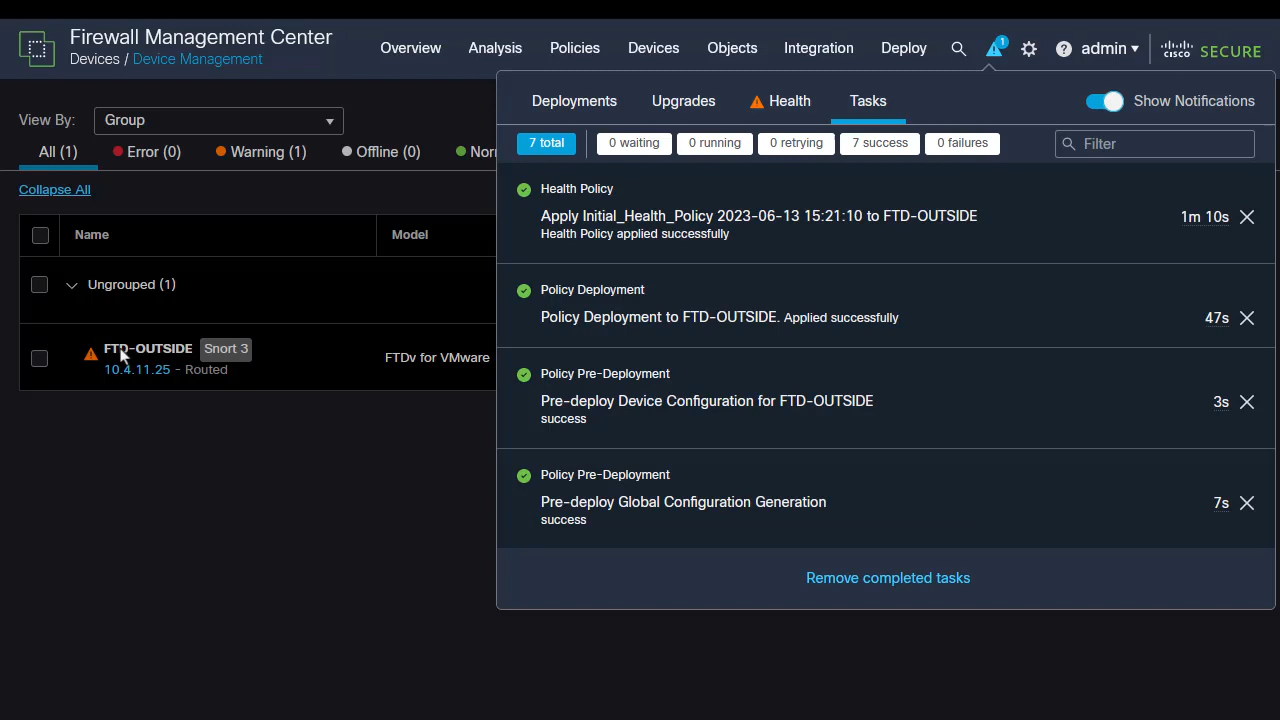 Firewall Management Center
Devices / Device Management
Overview Analysis Policies Devices Objects Integration Deploy 1 ? admin CISCO SECURE
View By: Group
All (1) Error (0) Warning (1) Offline (0) Nor
Collapse All
Name Model
Ungrouped (1)
FTD-OUTSIDE Snort 3
10.4.11.25 - Routed
FTDv for VMware
Deployments Upgrades Health Tasks Show Notifications
7 total 0 waiting 0 running 0 retrying 7 success 0 failures Filter
Health Policy
Apply Initial_Health_Policy 2023-06-13 15:21:10 to FTD-OUTSIDE 1m 10s
Health Policy applied successfully
Policy Deployment
Policy Deployment to FTD-OUTSIDE. Applied successfully 47s
Policy Pre-Deployment
Pre-deploy Device Configuration for FTD-OUTSIDE 3s
success
Policy Pre-Deployment
Pre-deploy Global Configuration Generation 7s
success
Remove completed tasks